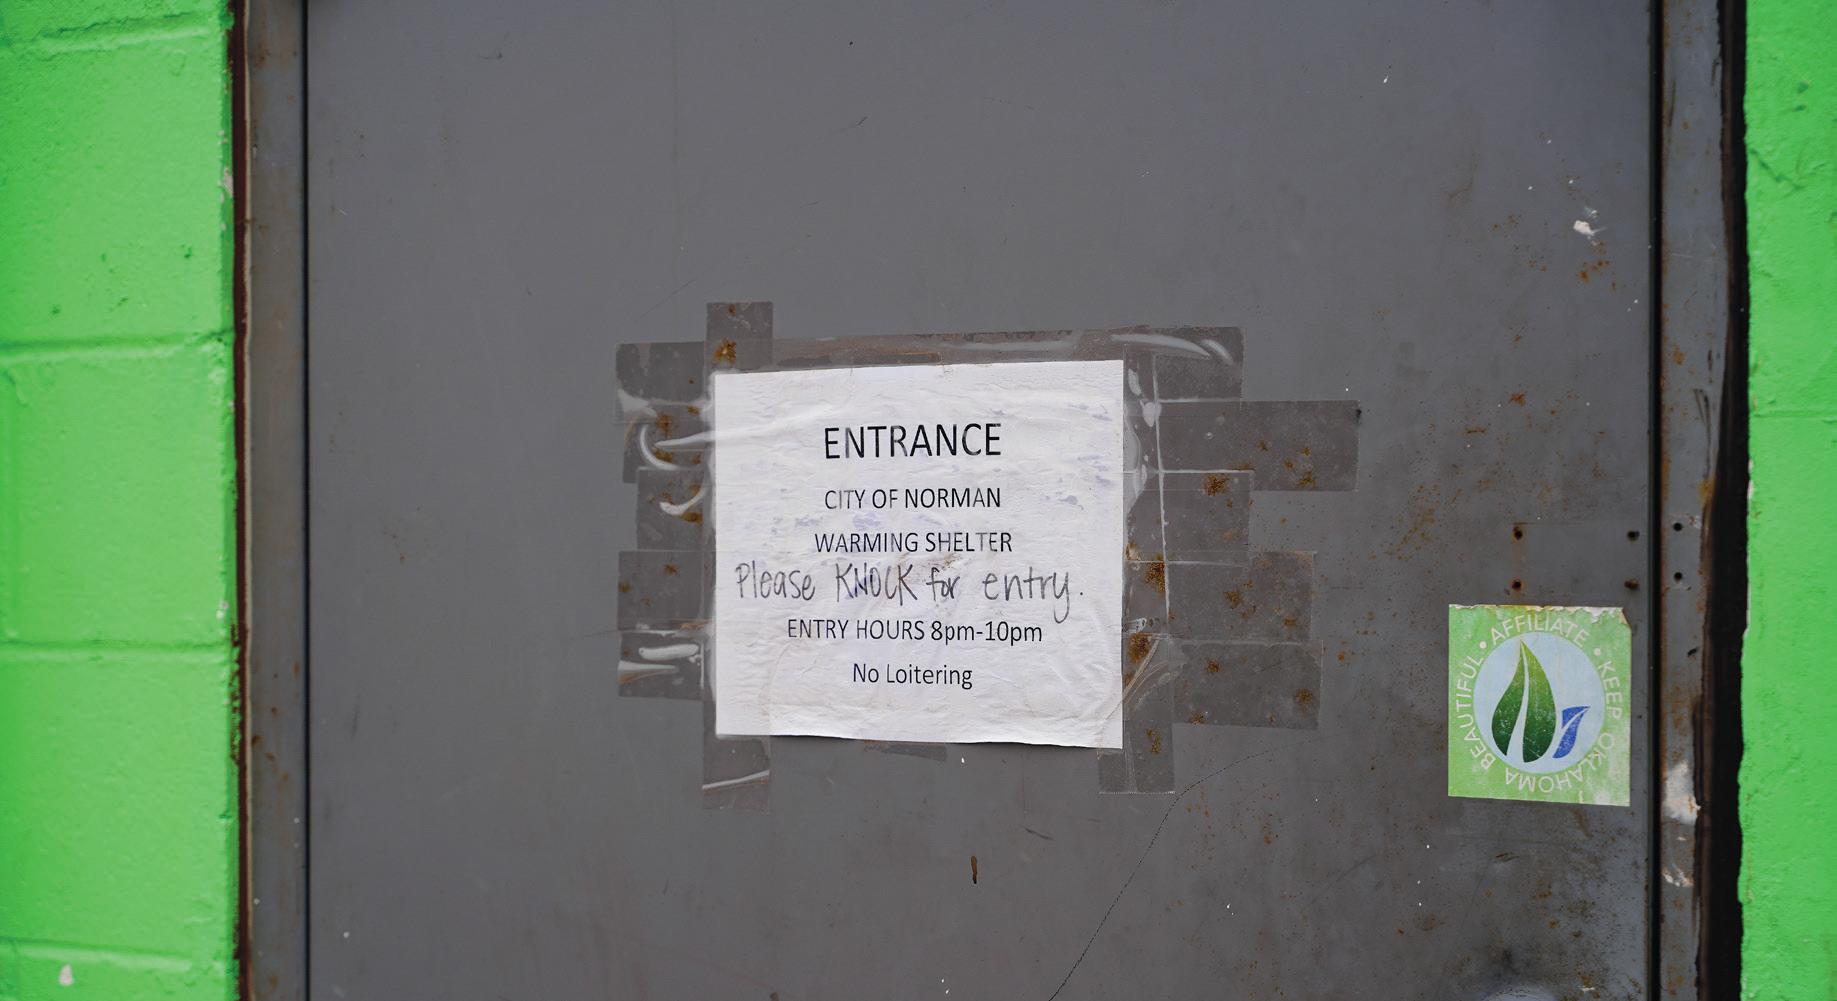 ENTRANCE
CITY OF NORMAN
WARMING SHELTER
Please KNOCK for entry.
ENTRY HOURS 8pm-10pm
No Loitering
KEEP OKLAHOMA BEAUTIFUL • AFFILIATE •